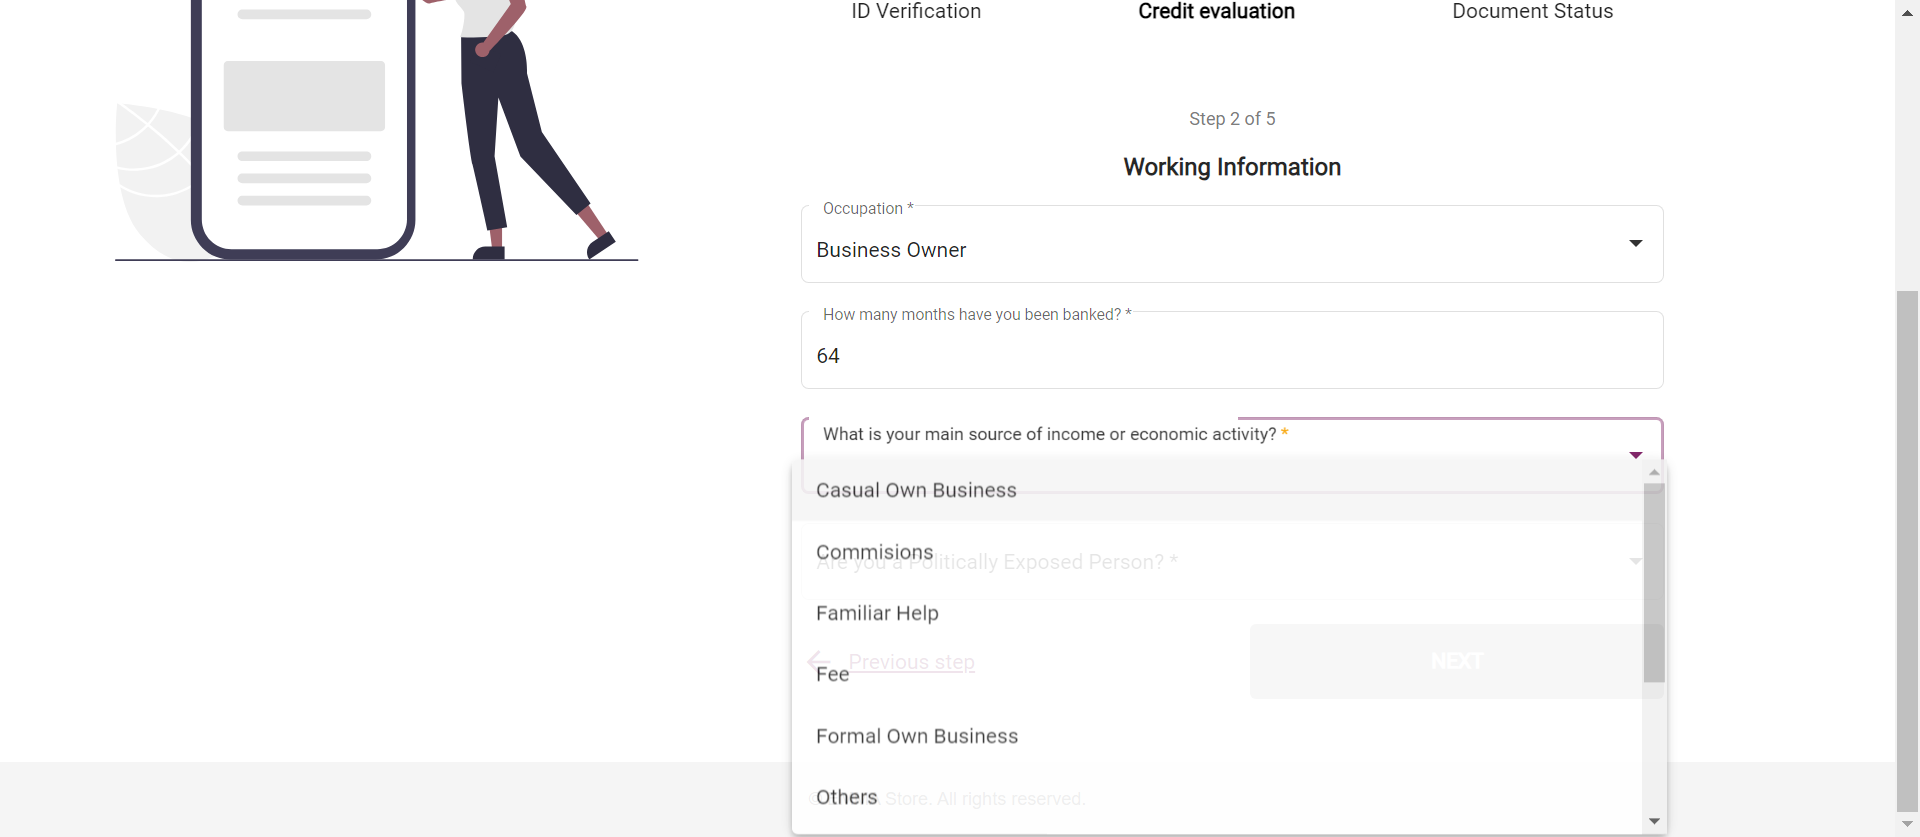 ID Verification
Credit evaluation
Document Status
Step 2 of 5
Working Information
Occupation *
Business Owner
How many months have you been banked? *
64
What is your main source of income or economic activity? *
Casual Own Business
Commisions
Are you a Politically Exposed Person? *
Familiar Help
Previous step
NEXT
Fee
Formal Own Business
Others
Store. All rights reserved.